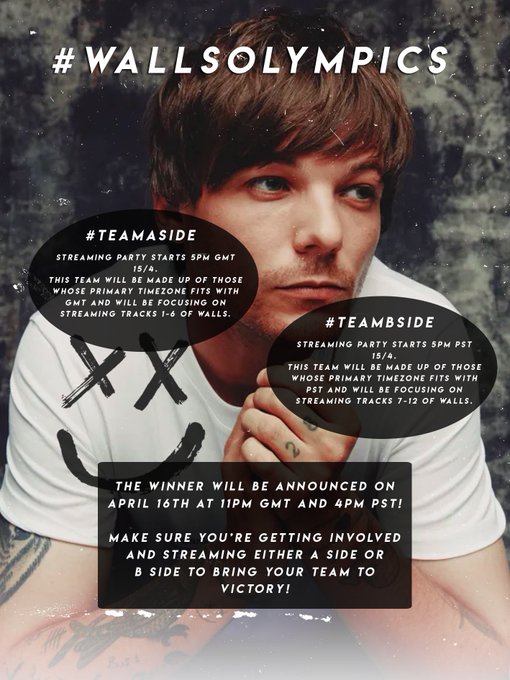 #WALLSOLYMPICS
#TEAMASIDE
STREAMING PARTY STARTS 5PM GMT
15/4.
THIS TEAM WILL BE MADE UP OF THOSE
WHOSE PRIMARY TIMEZONE FITS WITH
GMT AND WILL BE FOCUSING ON
STREAMING TRACKS 1-6 OF WALLS.
#TEAMBSIDE
STREAMING PARTY STARTS 5PM PST
15/4.
THIS TEAM WILL BE MADE UP OF THOSE
WHOSE PRIMARY TIMEZONE FITS WITH
PST AND WILL BE FOCUSING ON
STREAMING TRACKS 7-12 OF WALLS.
28
THE WINNER WILL BE ANNOUNCED ON
APRIL 16TH AT 11PM GMT AND 4PM PST!
MAKE SURE YOU'RE GETTING INVOLVED
AND STREAMING EITHER A SIDE OR
B SIDE TO BRING YOUR TEAM TO
VICTORY!